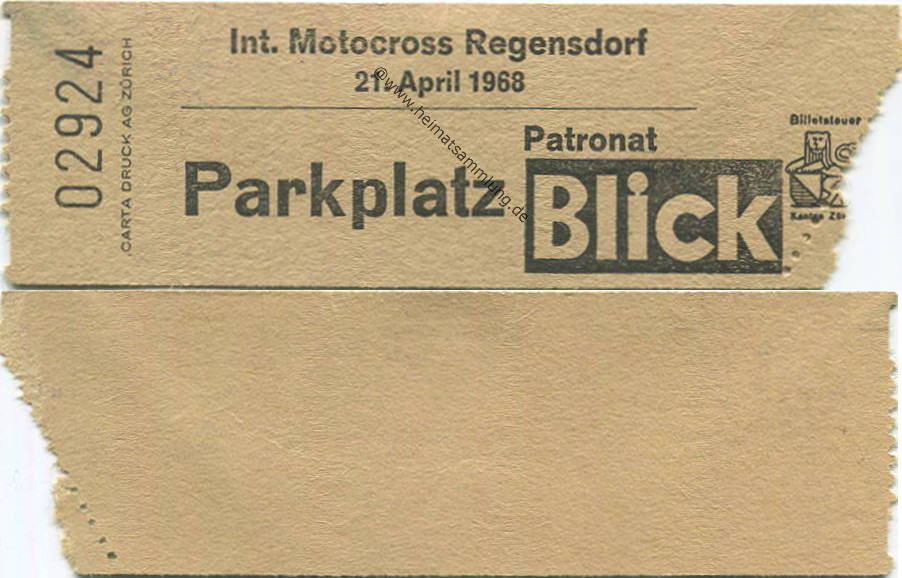 Int. Motocross Regensdorf
21. April 1968
Patronat
Parkplatz
Blick
Billetsteuer
02924
CARTA DRUCK AG ZÜRICH
@www.heimatsammlung.de